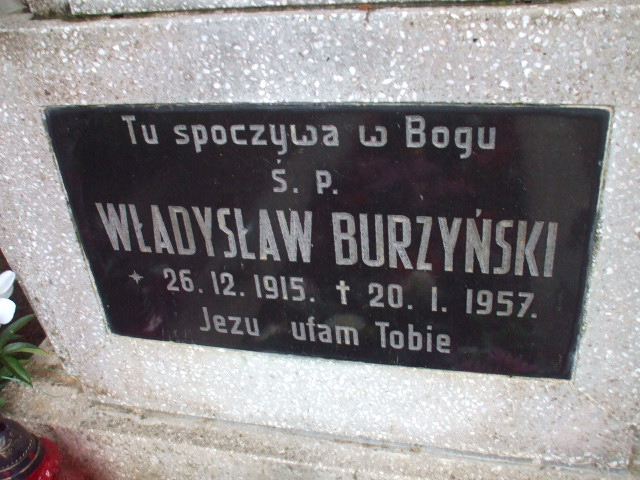 Tu spoczywa w Bogu
Ś. P.
WŁADYSŁAW BURZYŃSKI
✦ 26. 12. 1915. ✝ 20. 1. 1957.
Jezu ufam Tobie